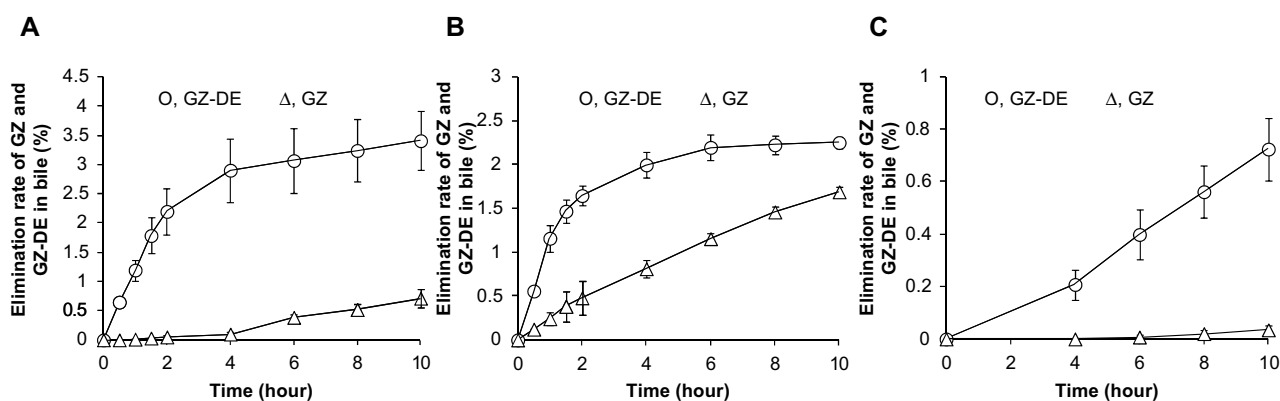 A
Elimination rate of GZ and
GZ-DE in bile (%)
4.5
4
3.5
3
2.5
2
1.5
1
0.5
0
O, GZ-DE Δ, GZ
0 2 4 6 8 10
Time (hour)
B
Elimination rate of GZ and
GZ-DE in bile (%)
3
2.5
2
1.5
1
0.5
0
O, GZ-DE Δ, GZ
0 2 4 6 8 10
Time (hour)
C
Elimination rate of GZ and
GZ-DE in bile (%)
1
0.8
0.6
0.4
0.2
0
O, GZ-DE Δ, GZ
0 2 4 6 8 10
Time (hour)